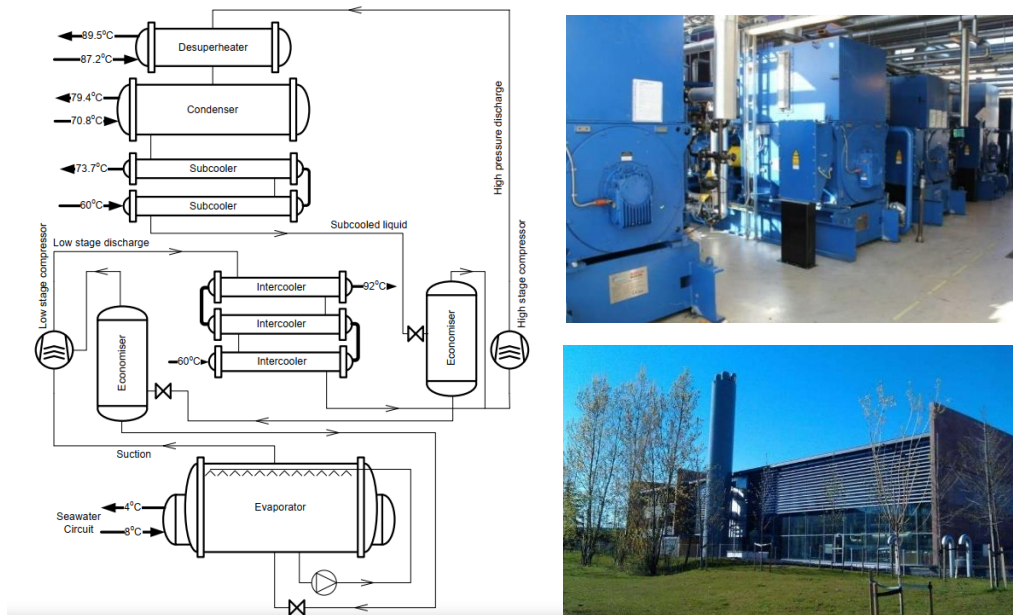 89.5°C
Desuperheater
87.2°C
79.4°C
Condenser
70.8°C
73.7°C
Subcooler
60°C
Subcooler
High pressure discharge
Subcooled liquid
Low stage discharge
Low stage compressor
Intercooler
92°C
Intercooler
60°C
Intercooler
Economiser
Economiser
High stage compressor
Suction
4°C
Seawater
Circuit
8°C
Evaporator